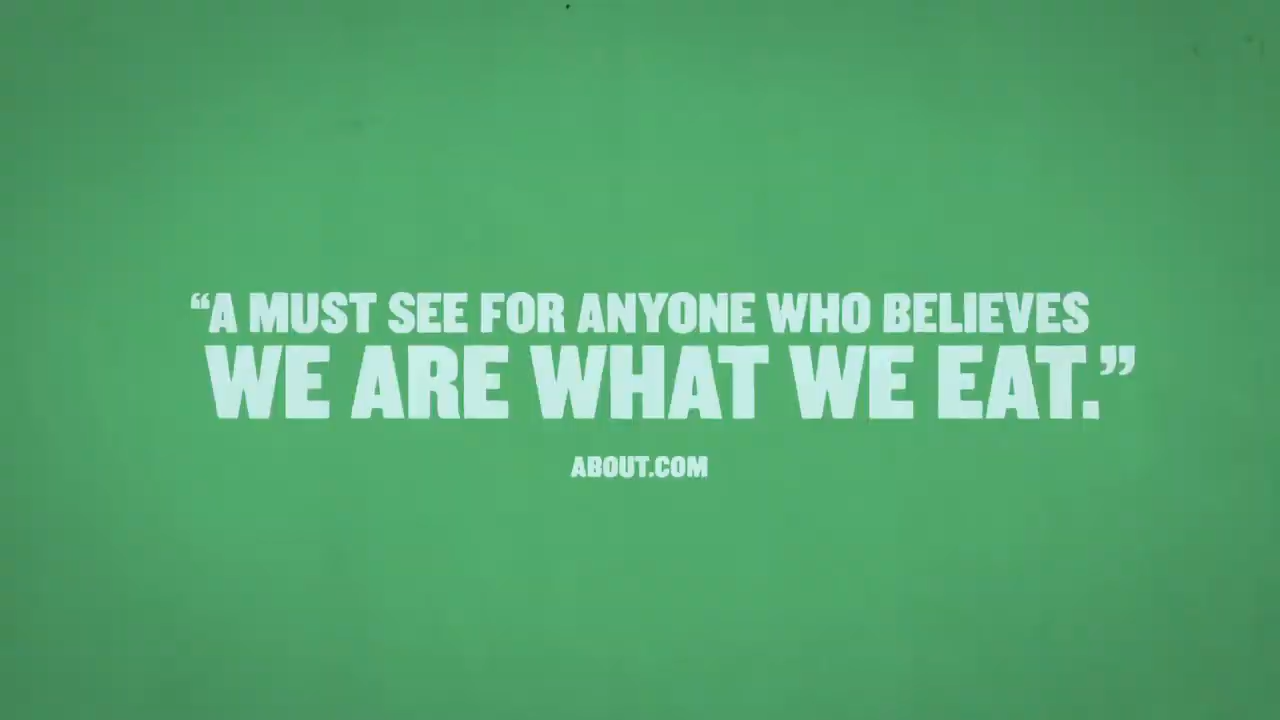 “A MUST SEE FOR ANYONE WHO BELIEVES
WE ARE WHAT WE EAT.”
ABOUT.COM